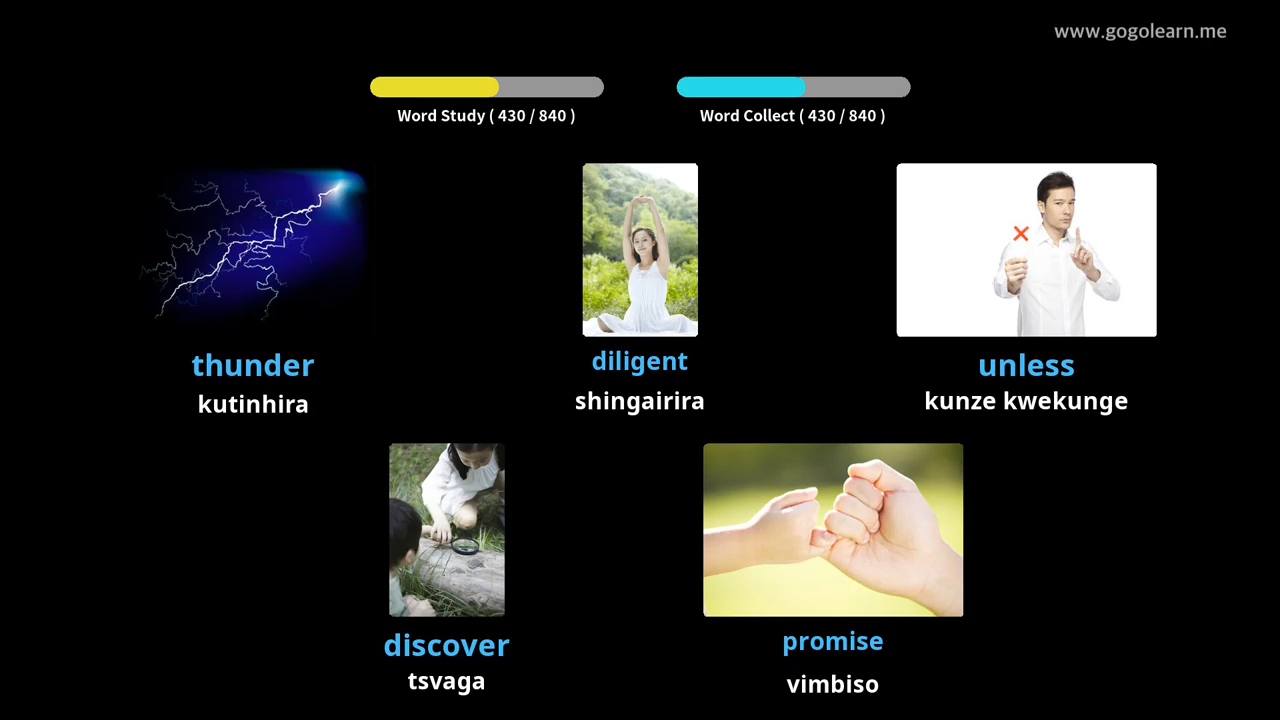 www.gogolearn.me
Word Study ( 430 / 840 )
Word Collect ( 430 / 840 )
thunder
kutinhira
diligent
shingairira
unless
kunze kwekunge
discover
tsvaga
promise
vimbiso